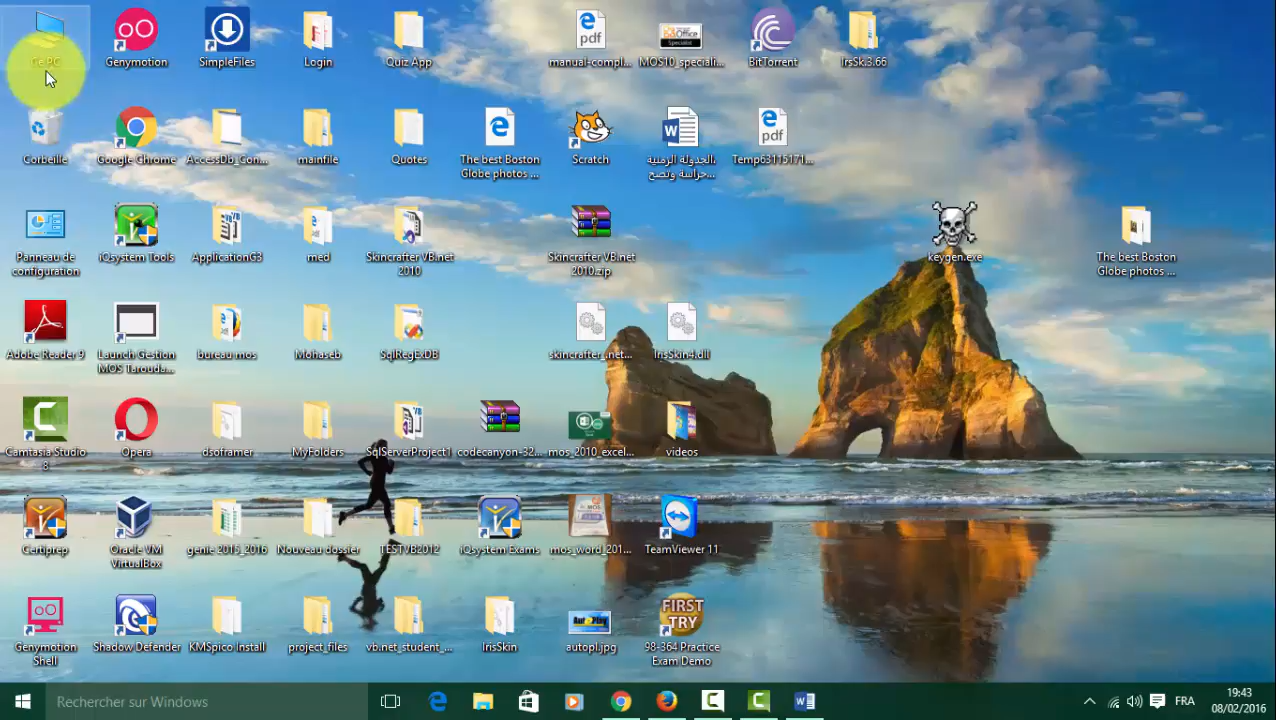 Ce PC
Genymotion
SimpleFiles
Login
Quiz App
manual-compl...
MOS10_speciali...
BitTorrent
IrsSk.3.66
Corbeille
Google Chrome
AccessDb_Con...
mainfile
Quotes
The best Boston
Globe photos ...
Scratch
الجدولة الزمنية
حراسة وتصح...
Temp63115171...
Panneau de
configuration
iQsystem Tools
ApplicationG3
med
Skincrafter VB.net
2010
Skincrafter VB.net
2010.zip
keygen.exe
The best Boston
Globe photos ...
Adobe Reader 9
Launch Gestion
MOS Tarouda...
bureau mos
Mohaseb
SqlRegExDB
skincrafter_.net...
IrisSkin4.dll
Camtasia Studio
8
Opera
dsoframer
MyFolders
SqlServerProject1
codecanyon-32...
mos_2010_excel...
videos
Certiprep
Oracle VM
VirtualBox
genie 2015_2016
Nouveau dossier
TESTVB2012
iQsystem Exams
mos_word_201...
TeamViewer 11
Genymotion
Shell
Shadow Defender
KMSpico Install
project_files
vb.net_student_...
IrisSkin
AutoPlay
autopl.jpg
FIRST
TRY
98-364 Practice
Exam Demo
Rechercher sur Windows
FRA
19:43
08/02/2016